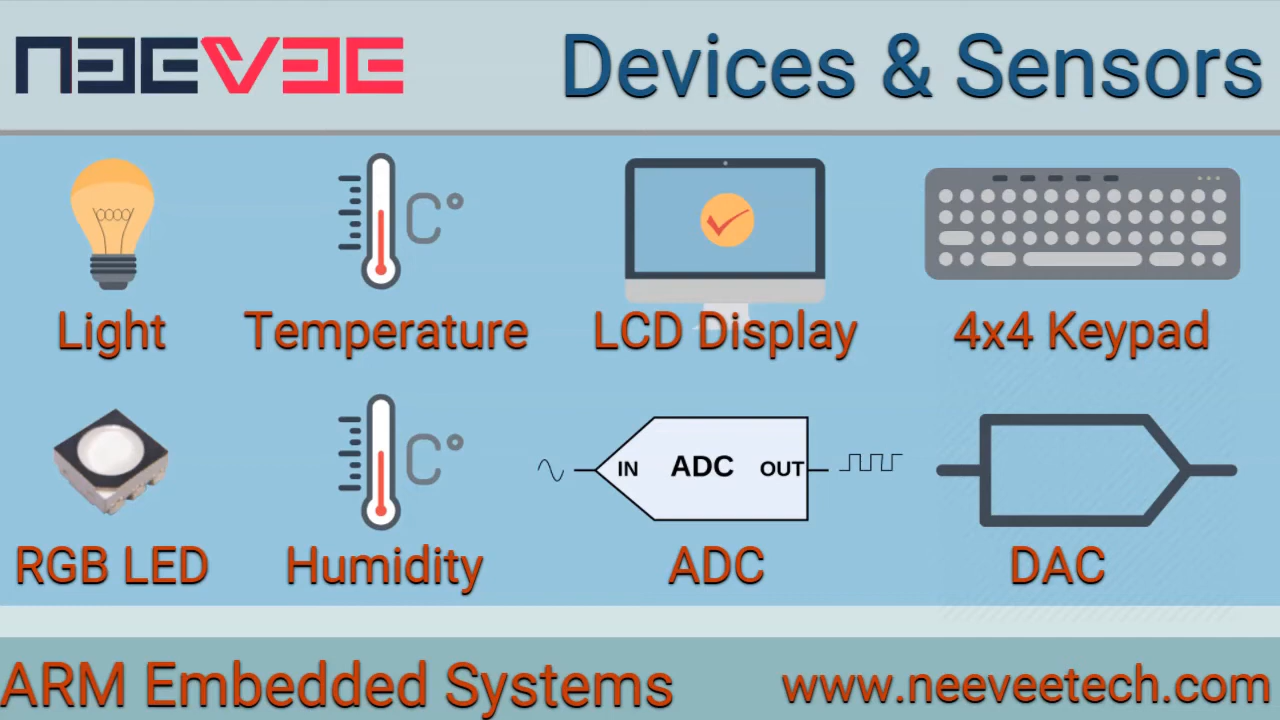 NEEVEE
Devices & Sensors
C°
Light
Temperature
LCD Display
4x4 Keypad
C°
IN ADC OUT
RGB LED
Humidity
ADC
DAC
ARM Embedded Systems
www.neeveetech.com